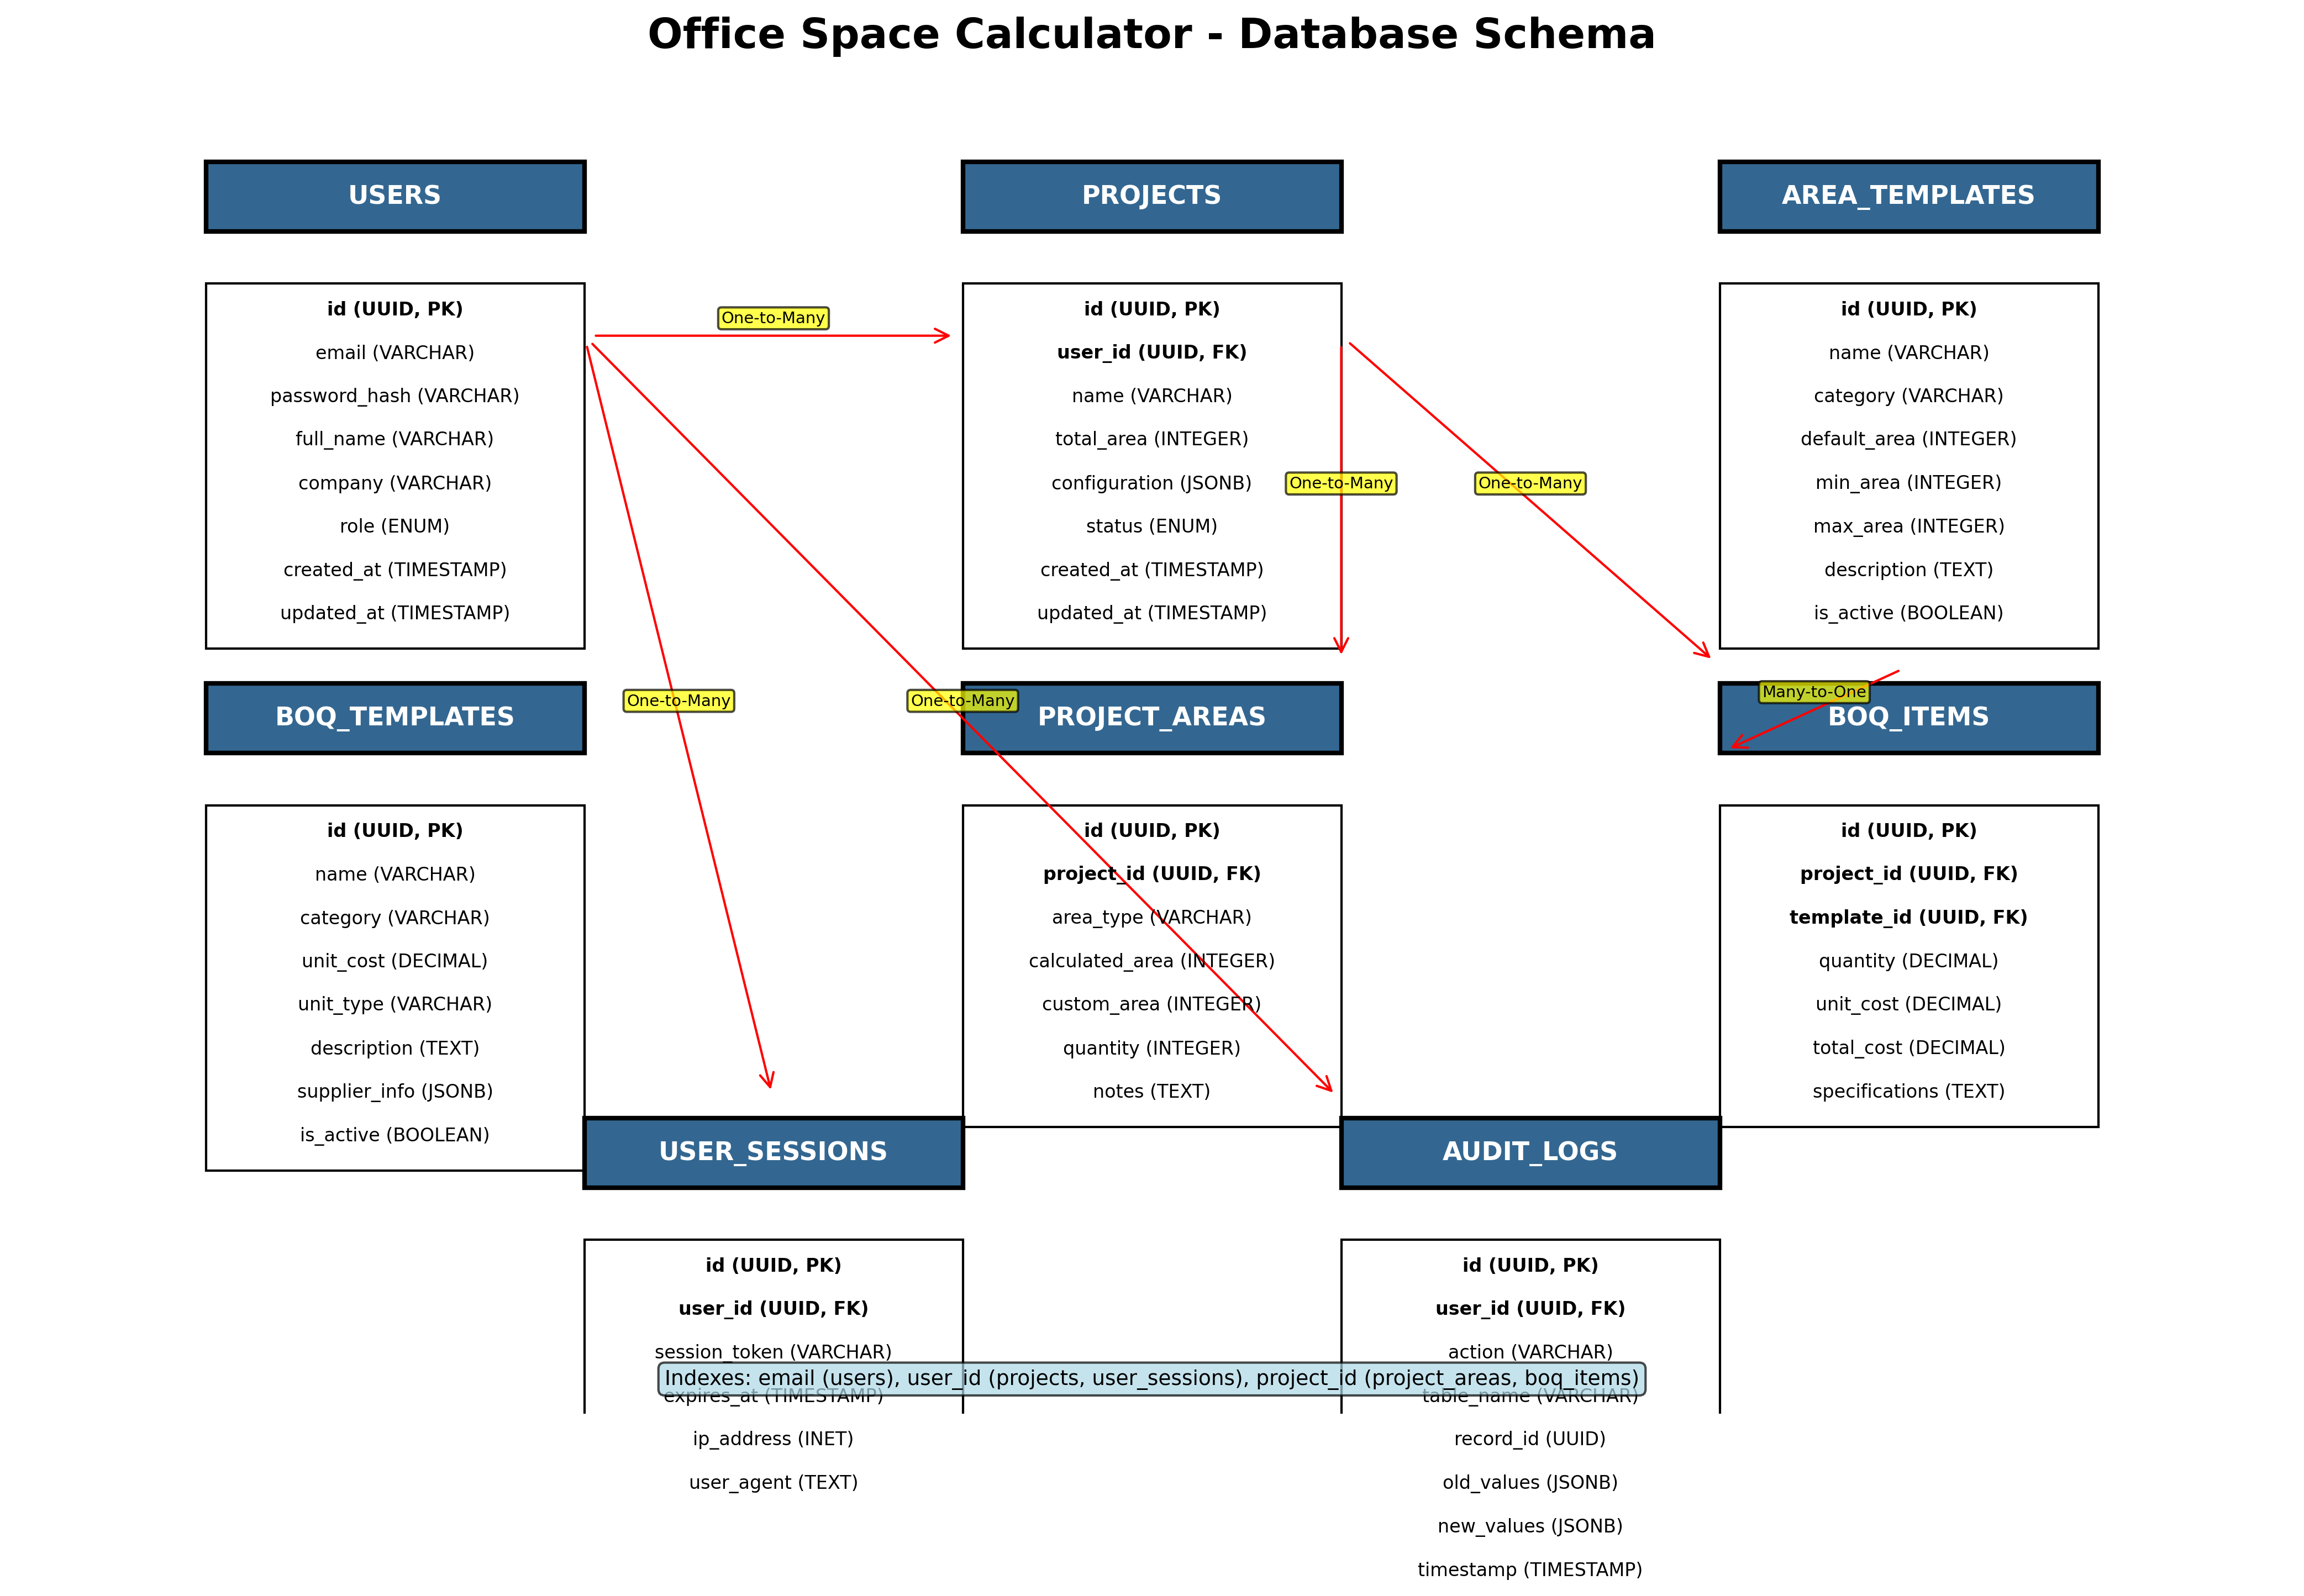 Office Space Calculator - Database Schema
USERS
id (UUID, PK)
email (VARCHAR)
password_hash (VARCHAR)
full_name (VARCHAR)
company (VARCHAR)
role (ENUM)
created_at (TIMESTAMP)
updated_at (TIMESTAMP)
One-to-Many
PROJECTS
id (UUID, PK)
user_id (UUID, FK)
name (VARCHAR)
total_area (INTEGER)
configuration (JSONB)
status (ENUM)
created_at (TIMESTAMP)
updated_at (TIMESTAMP)
One-to-Many
One-to-Many
AREA_TEMPLATES
id (UUID, PK)
name (VARCHAR)
category (VARCHAR)
default_area (INTEGER)
min_area (INTEGER)
max_area (INTEGER)
description (TEXT)
is_active (BOOLEAN)
BOQ_TEMPLATES
id (UUID, PK)
name (VARCHAR)
category (VARCHAR)
unit_cost (DECIMAL)
unit_type (VARCHAR)
description (TEXT)
supplier_info (JSONB)
is_active (BOOLEAN)
One-to-Many
One-to-Many
PROJECT_AREAS
id (UUID, PK)
project_id (UUID, FK)
area_type (VARCHAR)
calculated_area (INTEGER)
custom_area (INTEGER)
quantity (INTEGER)
notes (TEXT)
Many-to-One
BOQ_ITEMS
id (UUID, PK)
project_id (UUID, FK)
template_id (UUID, FK)
quantity (DECIMAL)
unit_cost (DECIMAL)
total_cost (DECIMAL)
specifications (TEXT)
USER_SESSIONS
id (UUID, PK)
user_id (UUID, FK)
session_token (VARCHAR)
expires_at (TIMESTAMP)
ip_address (INET)
user_agent (TEXT)
AUDIT_LOGS
id (UUID, PK)
user_id (UUID, FK)
action (VARCHAR)
table_name (VARCHAR)
record_id (UUID)
old_values (JSONB)
new_values (JSONB)
timestamp (TIMESTAMP)
Indexes: email (users), user_id (projects, user_sessions), project_id (project_areas, boq_items)